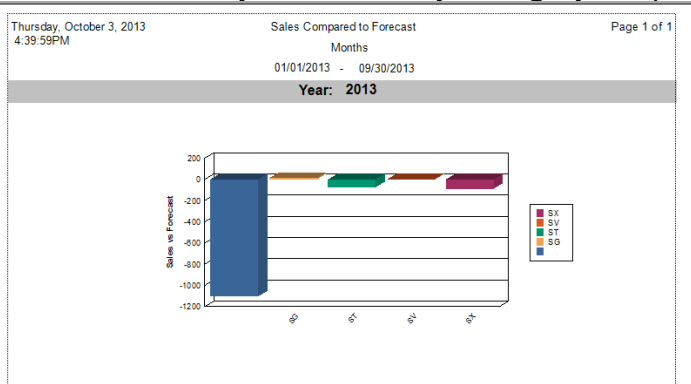 Thursday, October 3, 2013
4:39:59PM
Sales Compared to Forecast
Page 1 of 1
Months
01/01/2013 - 09/30/2013
Year: 2013
Sales vs Forecast
200
0
-200
-400
-600
-800
-1000
-1200
SG
ST
SV
SX
SX
SV
ST
SG